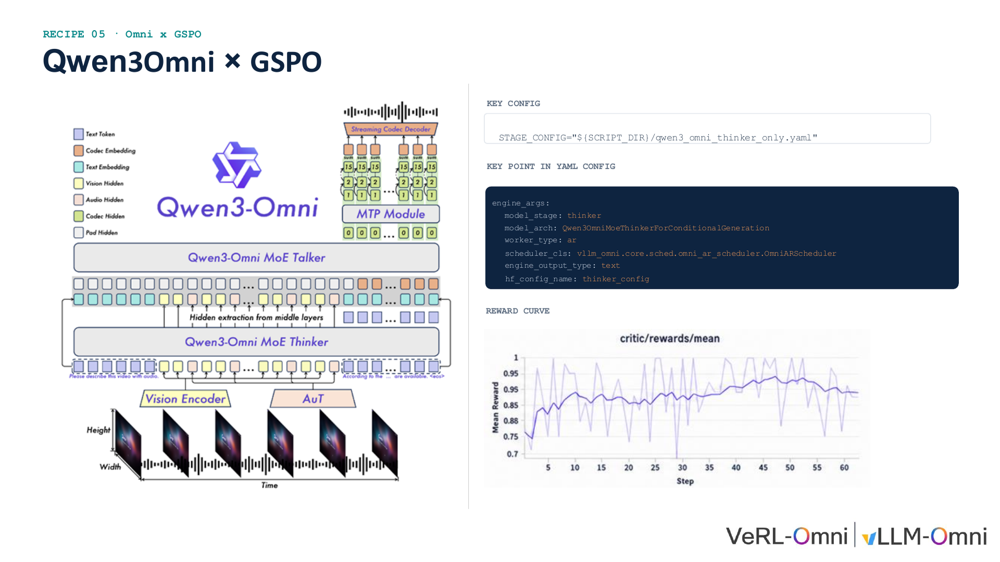 RECIPE 05 · Omni x GSPO
Qwen3Omni × GSPO
Text Token
Codec Embedding
Text Embedding
Vision Hidden
Audio Hidden
Codec Hidden
Pad Hidden
Qwen3-Omni
Streaming Codec Decoder
sum sum sum sum sum sum
15 15 15 15 15 15
2 2 2 2 2 2
1 1 1 ... 1 1 1
MTP Module
0 0 0 ... 0 0 0
Qwen3-Omni MoE Talker
... ...
... ...
Hidden extraction from middle layers
...
Qwen3-Omni MoE Thinker
... ...
Please describe this video with audio.
According to the ... are available. <eos>
Vision Encoder
AuT
Height
Width
Time
KEY CONFIG
STAGE_CONFIG="${SCRIPT_DIR}/qwen3_omni_thinker_only.yaml"
KEY POINT IN YAML CONFIG
engine_args:
model_stage: thinker
model_arch: Qwen3OmniMoeThinkerForConditionalGeneration
worker_type: ar
scheduler_cls: vllm_omni.core.sched.omni_ar_scheduler.OmniARScheduler
engine_output_type: text
hf_config_name: thinker_config
REWARD CURVE
critic/rewards/mean
Mean Reward
1
0.95
0.95
0.85
0.88
0.75
0.7
5 10 15 20 25 30 35 40 45 50 55 60
Step
VeRL-Omni
vLLM-Omni